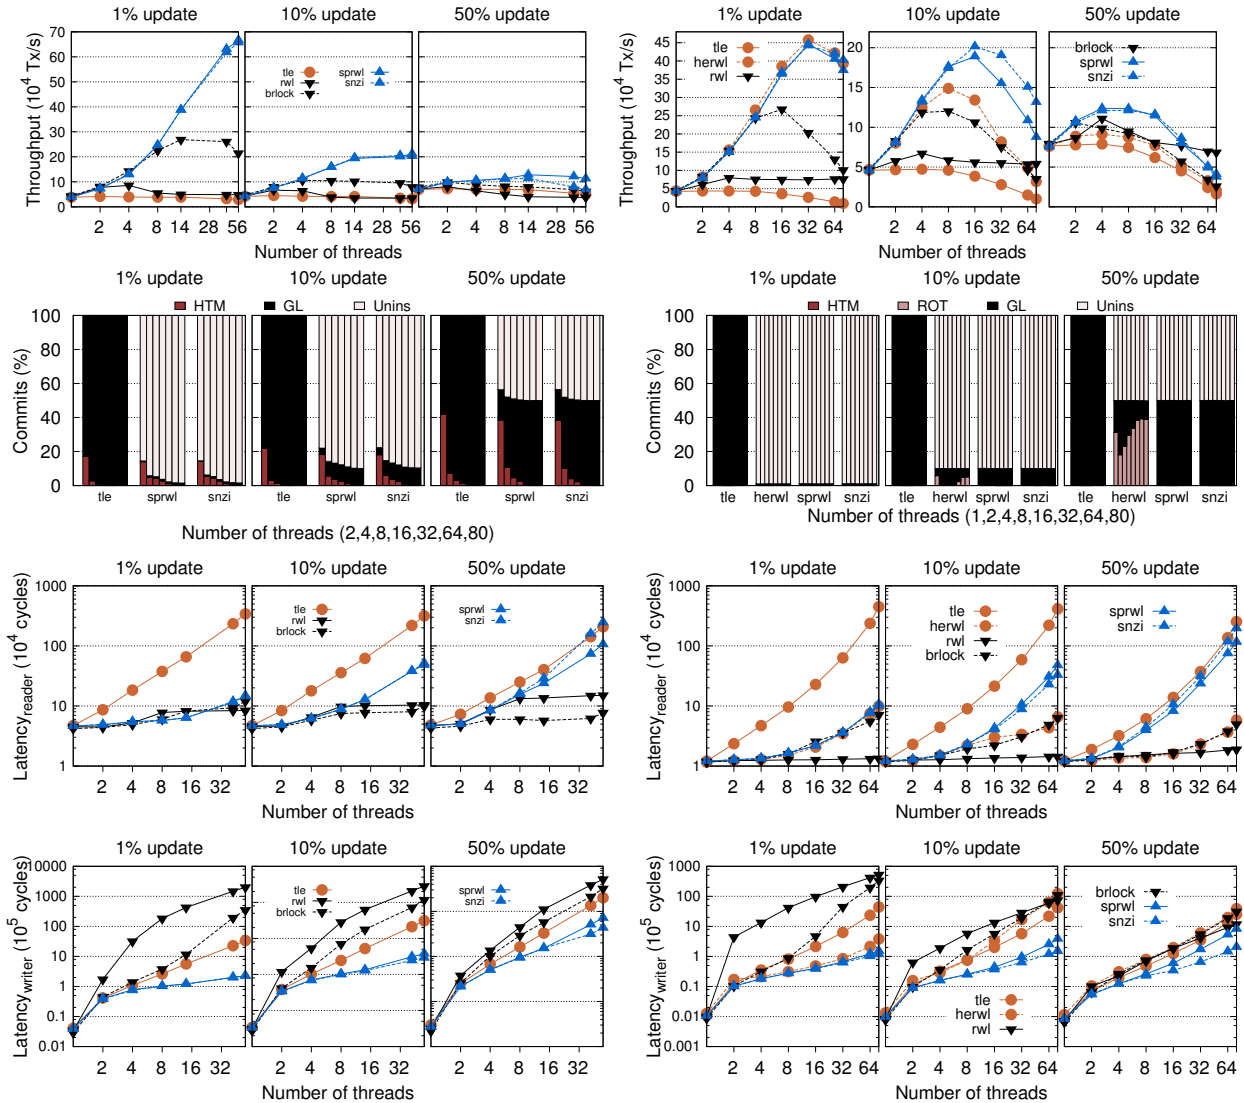 1% update 10% update 50% update
Throughput (10^4 Tx/s)
70
60
50
40
30
20
10
0
tle
rwl
brlock
sprwl
snzi
2 4 8 14 28 56 2 4 8 14 28 56 2 4 8 14 28 56
Number of threads
1% update 10% update 50% update
Throughput (10^4 Tx/s)
45
40
35
30
25
20
15
10
5
0
tle
herwl
rwl
20
15
10
5
0
brlock
sprwl
snzi
2 4 8 16 32 64 2 4 8 16 32 64 2 4 8 16 32 64
Number of threads
1% update 10% update 50% update
HTM GL Unins
Commits (%)
100
80
60
40
20
0
tle sprwl snzi tle sprwl snzi tle sprwl snzi
Number of threads (2,4,8,16,32,64,80)
1% update 10% update 50% update
HTM ROT GL Unins
Commits (%)
100
80
60
40
20
0
tle herwl sprwl snzi tle herwl sprwl snzi tle herwl sprwl snzi
Number of threads (1,2,4,8,16,32,64,80)
1% update 10% update 50% update
Latency_reader (10^4 cycles)
1000
100
10
1
tle
rwl
brlock
sprwl
snzi
2 4 8 16 32 2 4 8 16 32 2 4 8 16 32
Number of threads
1% update 10% update 50% update
Latency_reader (10^4 cycles)
1000
100
10
1
tle
herwl
rwl
brlock
sprwl
snzi
2 4 8 16 32 64 2 4 8 16 32 64 2 4 8 16 32 64
Number of threads
1% update 10% update 50% update
Latency_writer (10^5 cycles)
10000
1000
100
10
1
0.1
0.01
tle
rwl
brlock
sprwl
snzi
2 4 8 16 32 2 4 8 16 32 2 4 8 16 32
Number of threads
1% update 10% update 50% update
Latency_writer (10^5 cycles)
1000
100
10
1
0.1
0.01
0.001
tle
herwl
rwl
brlock
sprwl
snzi
2 4 8 16 32 64 2 4 8 16 32 64 2 4 8 16 32 64
Number of threads